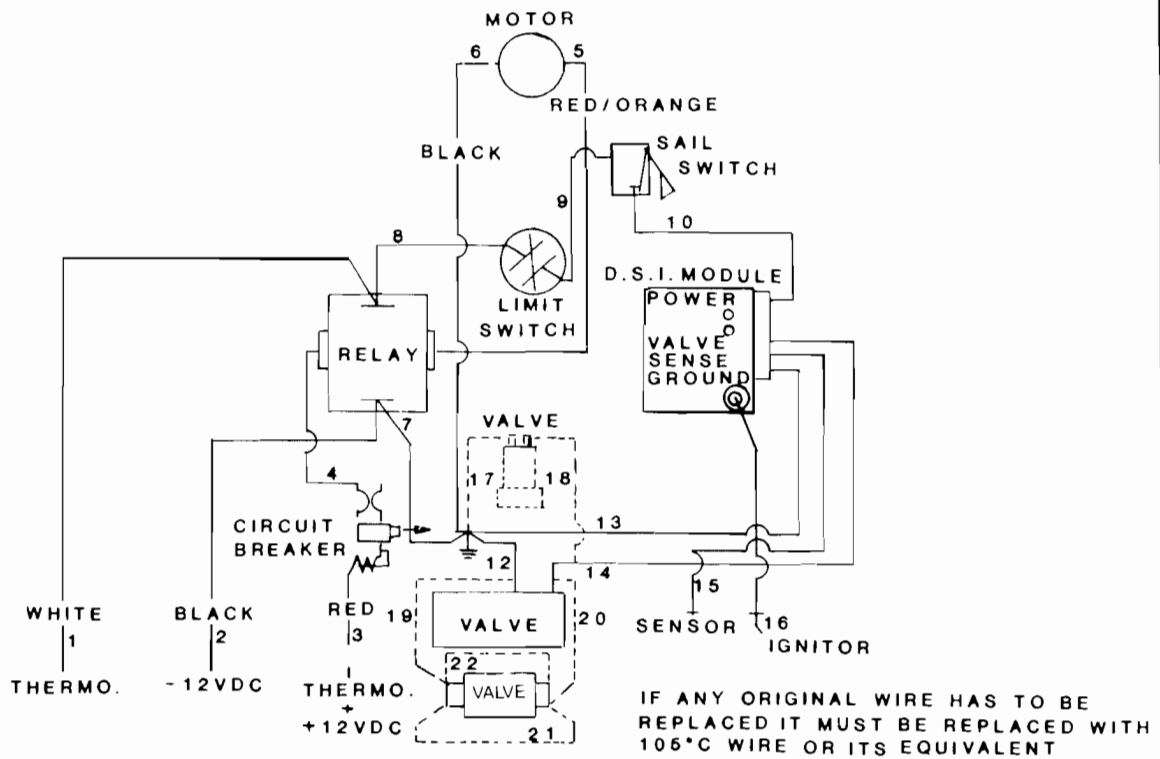 MOTOR
6
5
RED/ORANGE
BLACK
SAIL
SWITCH
9
10
8
D.S.I. MODULE
POWER
LIMIT
SWITCH
VALVE
SENSE
GROUND
RELAY
7
VALVE
17
18
4
13
CIRCUIT
BREAKER
12
14
15
WHITE
1
THERMO.
BLACK
2
-12VDC
RED
3
THERMO.
+
+12VDC
19
VALVE
20
SENSOR
16
IGNITOR
22
VALVE
21
IF ANY ORIGINAL WIRE HAS TO BE
REPLACED IT MUST BE REPLACED WITH
105°C WIRE OR ITS EQUIVALENT